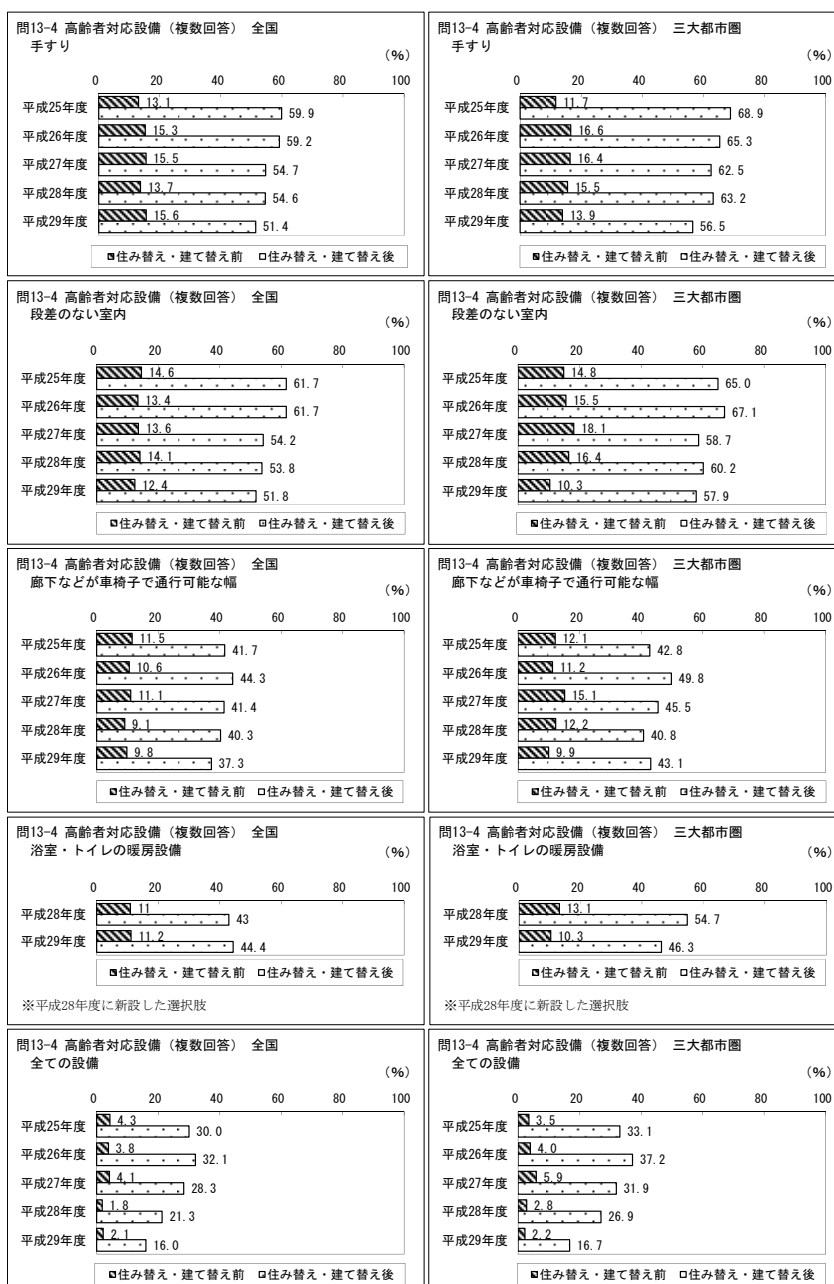 問13-4 高齢者対応設備（複数回答） 全国
手すり
(%)
0 20 40 60 80 100
平成25年度 13.1 59.9
平成26年度 15.3 59.2
平成27年度 15.5 54.7
平成28年度 13.7 54.6
平成29年度 15.6 51.4
住み替え・建て替え前 住み替え・建て替え後
問13-4 高齢者対応設備（複数回答） 三大都市圏
手すり
(%)
0 20 40 60 80 100
平成25年度 11.7 68.9
平成26年度 16.6 65.3
平成27年度 16.4 62.5
平成28年度 15.5 63.2
平成29年度 13.9 56.5
住み替え・建て替え前 住み替え・建て替え後
問13-4 高齢者対応設備（複数回答） 全国
段差のない室内
(%)
0 20 40 60 80 100
平成25年度 14.6 61.7
平成26年度 13.4 61.7
平成27年度 13.6 54.2
平成28年度 14.1 53.8
平成29年度 12.4 51.8
住み替え・建て替え前 住み替え・建て替え後
問13-4 高齢者対応設備（複数回答） 三大都市圏
段差のない室内
(%)
0 20 40 60 80 100
平成25年度 14.8 65.0
平成26年度 15.5 67.1
平成27年度 18.1 58.7
平成28年度 16.4 60.2
平成29年度 10.3 57.9
住み替え・建て替え前 住み替え・建て替え後
問13-4 高齢者対応設備（複数回答） 全国
廊下などが車椅子で通行可能な幅
(%)
0 20 40 60 80 100
平成25年度 11.5 41.7
平成26年度 10.6 44.3
平成27年度 11.1 41.4
平成28年度 9.1 40.3
平成29年度 9.8 37.3
住み替え・建て替え前 住み替え・建て替え後
問13-4 高齢者対応設備（複数回答） 三大都市圏
廊下などが車椅子で通行可能な幅
(%)
0 20 40 60 80 100
平成25年度 12.1 42.8
平成26年度 11.2 49.8
平成27年度 15.1 45.5
平成28年度 12.2 40.8
平成29年度 9.9 43.1
住み替え・建て替え前 住み替え・建て替え後
問13-4 高齢者対応設備（複数回答） 全国
浴室・トイレの暖房設備
(%)
0 20 40 60 80 100
平成28年度 11 43
平成29年度 11.2 44.4
住み替え・建て替え前 住み替え・建て替え後
※平成28年度に新設した選択肢
問13-4 高齢者対応設備（複数回答） 三大都市圏
浴室・トイレの暖房設備
(%)
0 20 40 60 80 100
平成28年度 13.1 54.7
平成29年度 10.3 46.3
住み替え・建て替え前 住み替え・建て替え後
※平成28年度に新設した選択肢
問13-4 高齢者対応設備（複数回答） 全国
全ての設備
(%)
0 20 40 60 80 100
平成25年度 4.3 30.0
平成26年度 3.8 32.1
平成27年度 4.1 28.3
平成28年度 1.8 21.3
平成29年度 2.1 16.0
住み替え・建て替え前 住み替え・建て替え後
問13-4 高齢者対応設備（複数回答） 三大都市圏
全ての設備
(%)
0 20 40 60 80 100
平成25年度 3.5 33.1
平成26年度 4.0 37.2
平成27年度 5.9 31.9
平成28年度 2.8 26.9
平成29年度 2.2 16.7
住み替え・建て替え前 住み替え・建て替え後